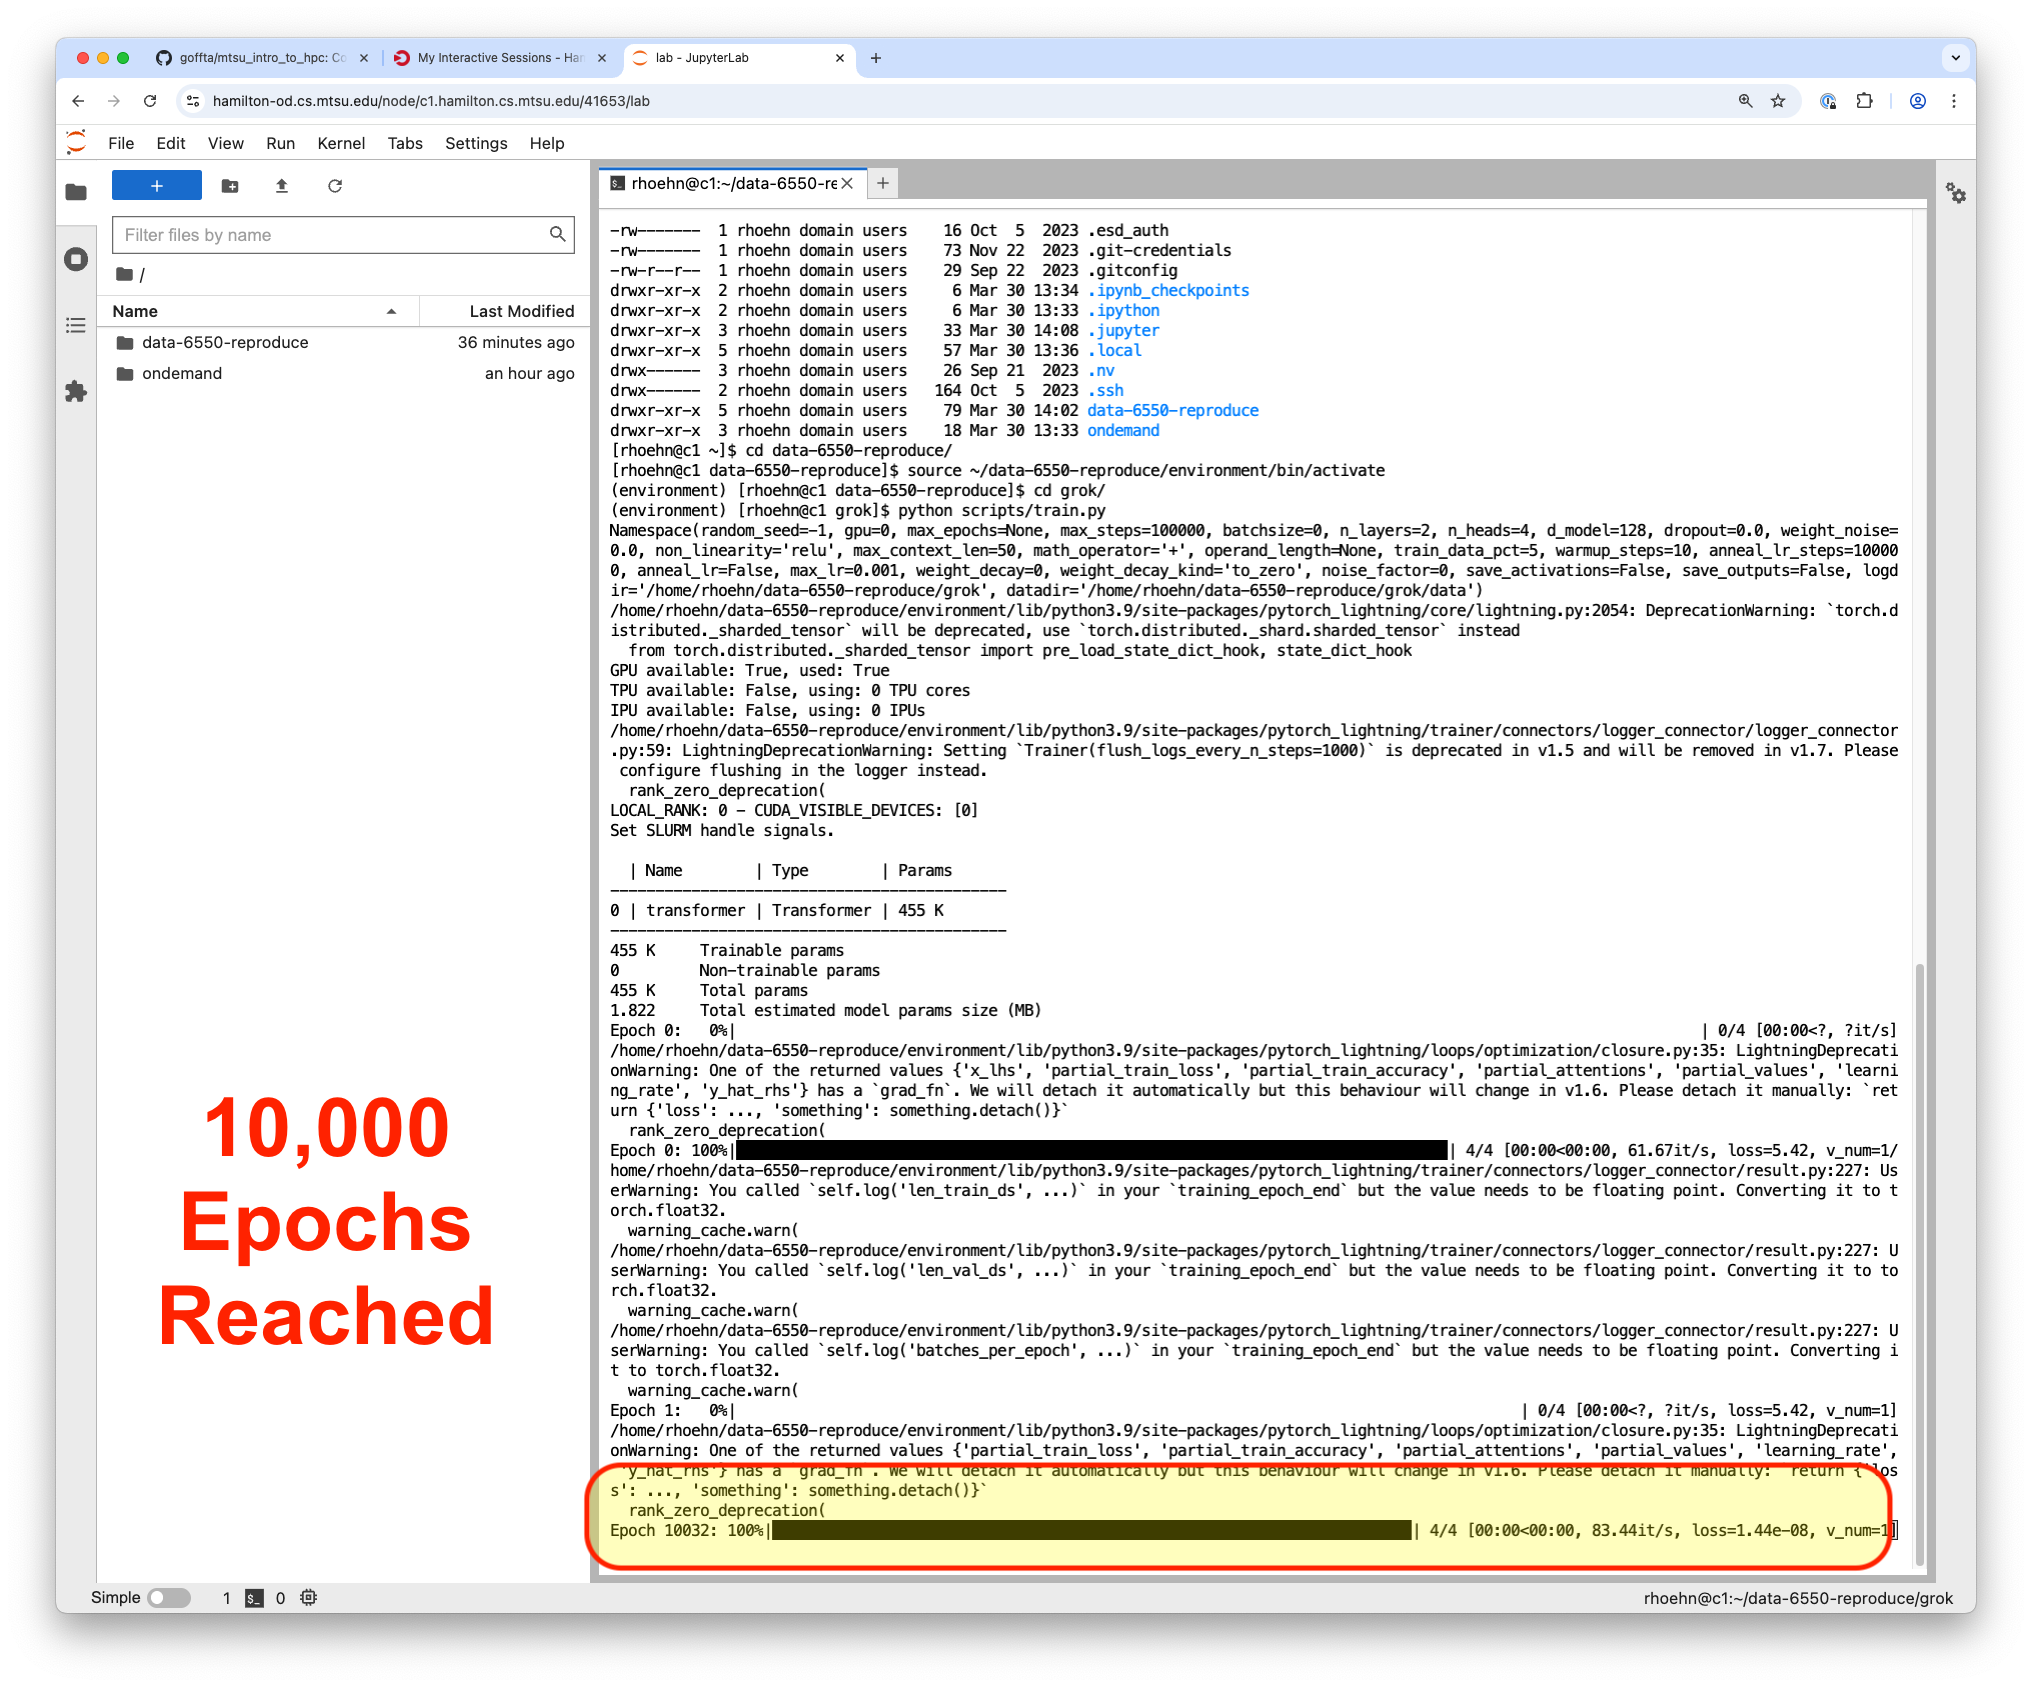 goffta/mtsu_intro_to_hpc: Co
My Interactive Sessions - Ham
lab - JupyterLab
hamilton-od.cs.mtsu.edu/node/c1.hamilton.cs.mtsu.edu/41653/lab
File Edit View Run Kernel Tabs Settings Help
Filter files by name
/
Name Last Modified
data-6550-reproduce 36 minutes ago
ondemand an hour ago
10,000
Epochs
Reached
rhoehn@c1:~/data-6550-re
-rw------- 1 rhoehn domain users 16 Oct 5 2023 .esd_auth
-rw------- 1 rhoehn domain users 73 Nov 22 2023 .git-credentials
-rw-r--r-- 1 rhoehn domain users 29 Sep 22 2023 .gitconfig
drwxr-xr-x 2 rhoehn domain users 6 Mar 30 13:34 .ipynb_checkpoints
drwxr-xr-x 2 rhoehn domain users 6 Mar 30 13:33 .ipython
drwxr-xr-x 3 rhoehn domain users 33 Mar 30 14:08 .jupyter
drwxr-xr-x 5 rhoehn domain users 57 Mar 30 13:36 .local
drwx------ 3 rhoehn domain users 26 Sep 21 2023 .nv
drwx------ 2 rhoehn domain users 164 Oct 5 2023 .ssh
drwxr-xr-x 5 rhoehn domain users 79 Mar 30 14:02 data-6550-reproduce
drwxr-xr-x 3 rhoehn domain users 18 Mar 30 13:33 ondemand
[rhoehn@c1 ~]$ cd data-6550-reproduce/
[rhoehn@c1 data-6550-reproduce]$ source ~/data-6550-reproduce/environment/bin/activate
(environment) [rhoehn@c1 data-6550-reproduce]$ cd grok/
(environment) [rhoehn@c1 grok]$ python scripts/train.py
Namespace(random_seed=-1, gpu=0, max_epochs=None, max_steps=100000, batchsize=0, n_layers=2, n_heads=4, d_model=128, dropout=0.0, weight_noise=
0.0, non_linearity='relu', max_context_len=50, math_operator='+', operand_length=None, train_data_pct=5, warmup_steps=10, anneal_lr_steps=10000
0, anneal_lr=False, max_lr=0.001, weight_decay=0, weight_decay_kind='to_zero', noise_factor=0, save_activations=False, save_outputs=False, logd
ir='/home/rhoehn/data-6550-reproduce/grok', datadir='/home/rhoehn/data-6550-reproduce/grok/data')
/home/rhoehn/data-6550-reproduce/environment/lib/python3.9/site-packages/pytorch_lightning/core/lightning.py:2054: DeprecationWarning: `torch.d
istributed._sharded_tensor` will be deprecated, use `torch.distributed._shard.sharded_tensor` instead
from torch.distributed._sharded_tensor import pre_load_state_dict_hook, state_dict_hook
GPU available: True, used: True
TPU available: False, using: 0 TPU cores
IPU available: False, using: 0 IPUs
/home/rhoehn/data-6550-reproduce/environment/lib/python3.9/site-packages/pytorch_lightning/trainer/connectors/logger_connector/logger_connector
.py:59: LightningDeprecationWarning: Setting `Trainer(flush_logs_every_n_steps=1000)` is deprecated in v1.5 and will be removed in v1.7. Please
configure flushing in the logger instead.
rank_zero_deprecation(
LOCAL_RANK: 0 - CUDA_VISIBLE_DEVICES: [0]
Set SLURM handle signals.
| Name | Type | Params
--------------------------------------------
0 | transformer | Transformer | 455 K
--------------------------------------------
455 K Trainable params
0 Non-trainable params
455 K Total params
1.822 Total estimated model params size (MB)
Epoch 0: 0%| | 0/4 [00:00<?, ?it/s]
/home/rhoehn/data-6550-reproduce/environment/lib/python3.9/site-packages/pytorch_lightning/loops/optimization/closure.py:35: LightningDeprecati
onWarning: One of the returned values {'x_lhs', 'partial_train_loss', 'partial_train_accuracy', 'partial_attentions', 'partial_values', 'learni
ng_rate', 'y_hat_rhs'} has a `grad_fn`. We will detach it automatically but this behaviour will change in v1.6. Please detach it manually: `ret
urn {'loss': ..., 'something': something.detach()}`
rank_zero_deprecation(
Epoch 0: 100%| | 4/4 [00:00<00:00, 61.67it/s, loss=5.42, v_num=1/
home/rhoehn/data-6550-reproduce/environment/lib/python3.9/site-packages/pytorch_lightning/trainer/connectors/logger_connector/result.py:227: Us
erWarning: You called `self.log('len_train_ds', ...)` in your `training_epoch_end` but the value needs to be floating point. Converting it to t
orch.float32.
warning_cache.warn(
/home/rhoehn/data-6550-reproduce/environment/lib/python3.9/site-packages/pytorch_lightning/trainer/connectors/logger_connector/result.py:227: U
serWarning: You called `self.log('len_val_ds', ...)` in your `training_epoch_end` but the value needs to be floating point. Converting it to to
rch.float32.
warning_cache.warn(
/home/rhoehn/data-6550-reproduce/environment/lib/python3.9/site-packages/pytorch_lightning/trainer/connectors/logger_connector/result.py:227: U
serWarning: You called `self.log('batches_per_epoch', ...)` in your `training_epoch_end` but the value needs to be floating point. Converting i
t to torch.float32.
warning_cache.warn(
Epoch 1: 0%| | 0/4 [00:00<?, ?it/s, loss=5.42, v_num=1]
/home/rhoehn/data-6550-reproduce/environment/lib/python3.9/site-packages/pytorch_lightning/loops/optimization/closure.py:35: LightningDeprecati
onWarning: One of the returned values {'partial_train_loss', 'partial_train_accuracy', 'partial_attentions', 'partial_values', 'learning_rate',
'y_hat_rhs'} has a `grad_fn`. We will detach it automatically but this behaviour will change in v1.6. Please detach it manually: `return {'los
s': ..., 'something': something.detach()}`
rank_zero_deprecation(
Epoch 10032: 100%| | 4/4 [00:00<00:00, 83.44it/s, loss=1.44e-08, v_num=1]
Simple 1 $_ 0 rhoehn@c1:~/data-6550-reproduce/grok